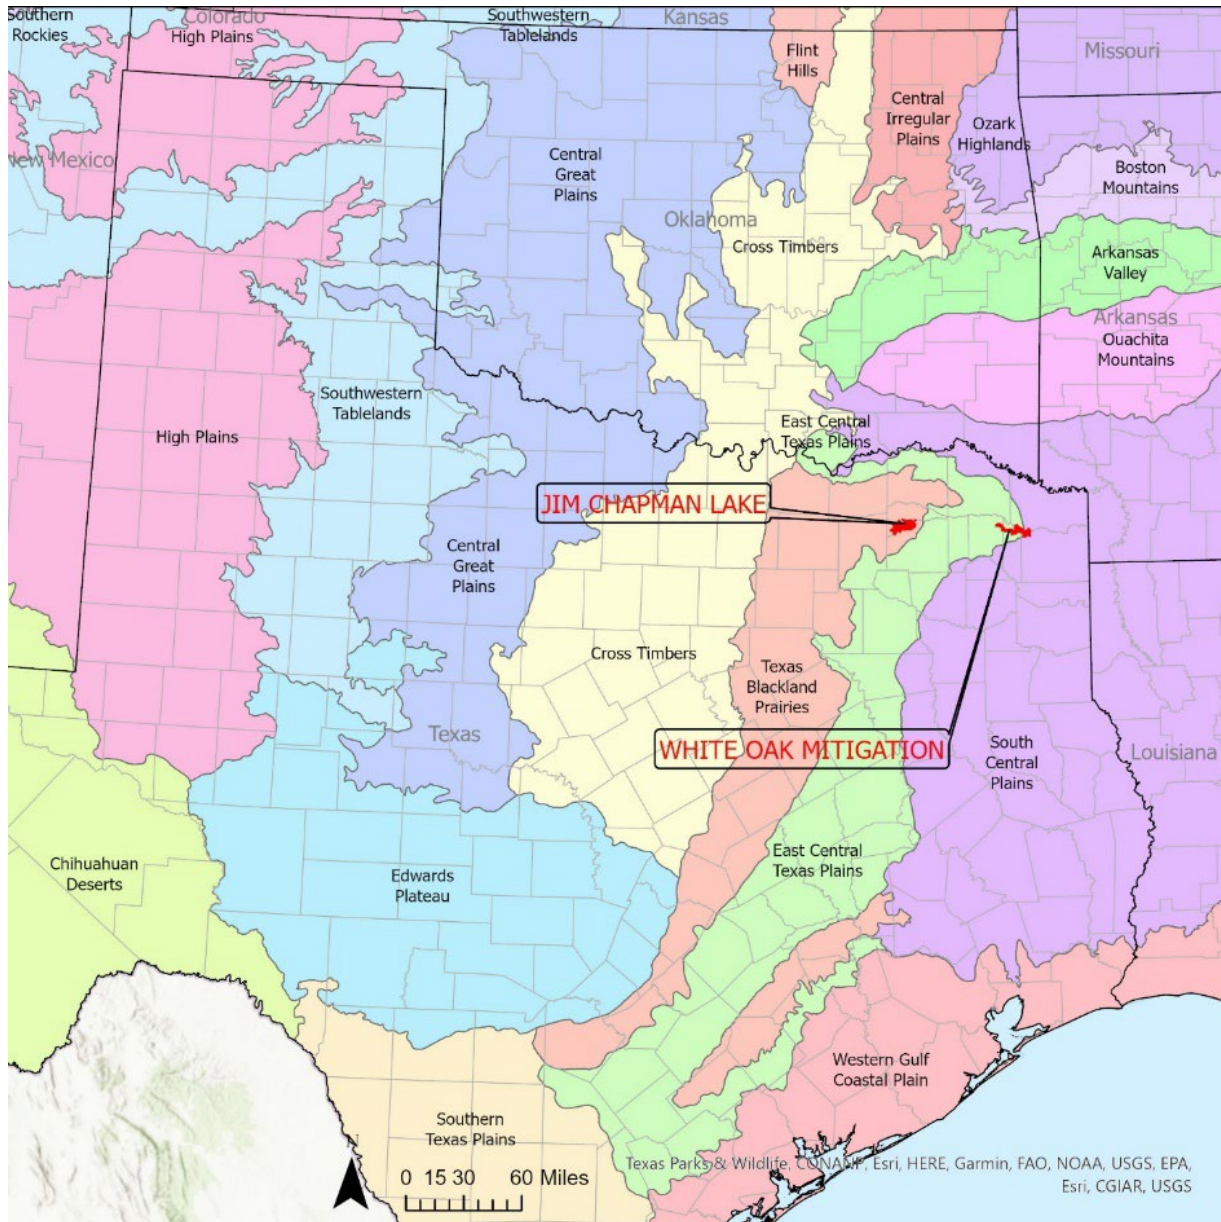 Southern
Rockies
Colorado
High Plains
Southwestern
Tablelands
Kansas
Flint
Hills
Missouri
Central
Irregular
Plains
Ozark
Highlands
New Mexico
Central
Great
Plains
Boston
Mountains
Oklahoma
Cross Timbers
Arkansas
Valley
Arkansas
Ouachita
Mountains
Southwestern
Tablelands
High Plains
East Central
Texas Plains
JIM CHAPMAN LAKE
Central
Great
Plains
Cross Timbers
Texas
Blackland
Prairies
Texas
WHITE OAK MITIGATION
South
Central
Plains
Louisiana
Chihuahuan
Deserts
Edwards
Plateau
East Central
Texas Plains
Western Gulf
Coastal Plain
Southern
Texas Plains
N
0 15 30 60 Miles
Texas Parks & Wildlife, CONANP, Esri, HERE, Garmin, FAO, NOAA, USGS, EPA,
Esri, CGIAR, USGS